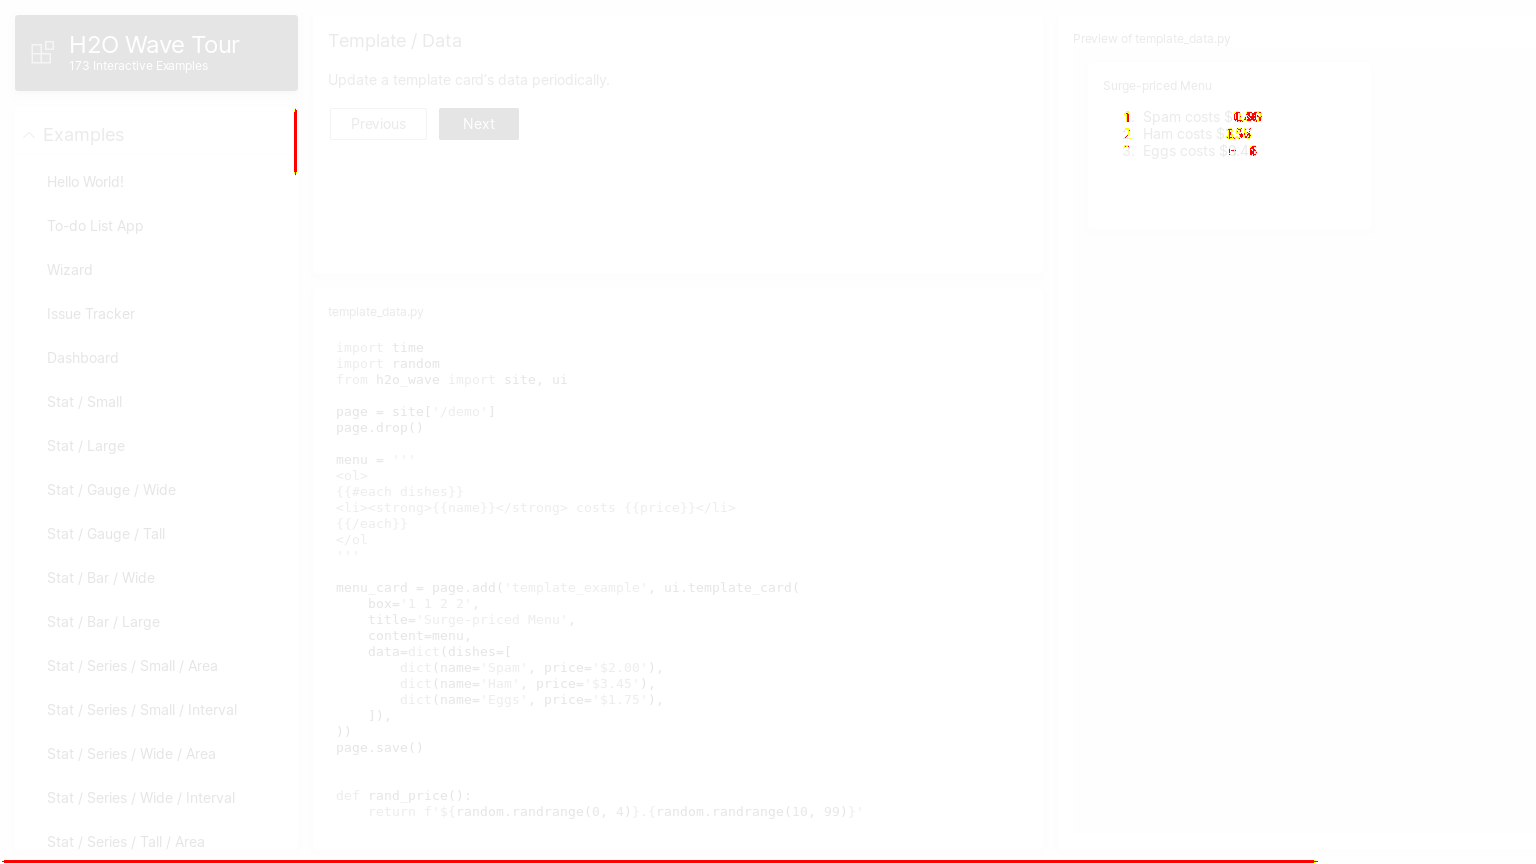 H2O Wave Tour
173 Interactive Examples
Examples
Hello World!
To-do List App
Wizard
Issue Tracker
Dashboard
Stat / Small
Stat / Large
Stat / Gauge / Wide
Stat / Gauge / Tall
Stat / Bar / Wide
Stat / Bar / Large
Stat / Series / Small / Area
Stat / Series / Small / Interval
Stat / Series / Wide / Area
Stat / Series / Wide / Interval
Stat / Series / Tall / Area
Template / Data
Update a template card's data periodically.
Previous
Next
template_data.py
import time
import random
from h2o_wave import site, ui
page = site['/demo']
page.drop()
menu = '''
<ol>
{{#each dishes}}
<li><strong>{{name}}</strong> costs {{price}}</li>
{{/each}}
</ol
'''
menu_card = page.add('template_example', ui.template_card(
    box='1 1 2 2',
    title='Surge-priced Menu',
    content=menu,
    data=dict(dishes=[
        dict(name='Spam', price='$2.00'),
        dict(name='Ham', price='$3.45'),
        dict(name='Eggs', price='$1.75'),
    ]),
))
page.save()
def rand_price():
    return f'${random.randrange(0, 4)}.{random.randrange(10, 99)}'
Preview of template_data.py
Surge-priced Menu
Spam costs
Ham costs
Eggs costs